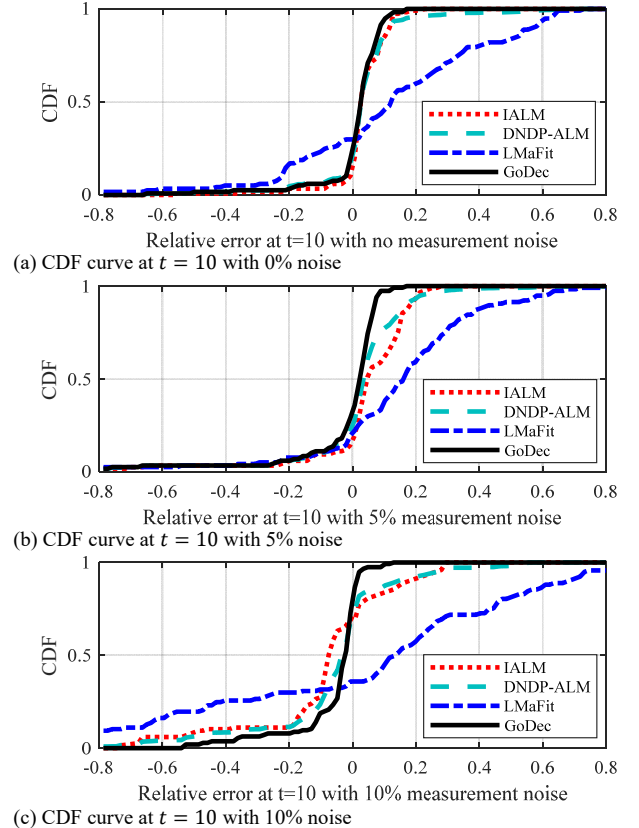 1
CDF
0.5
IALM
DNDP-ALM
LMaFit
GoDec
0
-0.8 -0.6 -0.4 -0.2 0 0.2 0.4 0.6 0.8
Relative error at t=10 with no measurement noise
(a) CDF curve at t = 10 with 0% noise
1
CDF
0.5
IALM
DNDP-ALM
LMaFit
GoDec
0
-0.8 -0.6 -0.4 -0.2 0 0.2 0.4 0.6 0.8
Relative error at t=10 with 5% measurement noise
(b) CDF curve at t = 10 with 5% noise
1
CDF
0.5
IALM
DNDP-ALM
LMaFit
GoDec
0
-0.8 -0.6 -0.4 -0.2 0 0.2 0.4 0.6 0.8
Relative error at t=10 with 10% measurement noise
(c) CDF curve at t = 10 with 10% noise